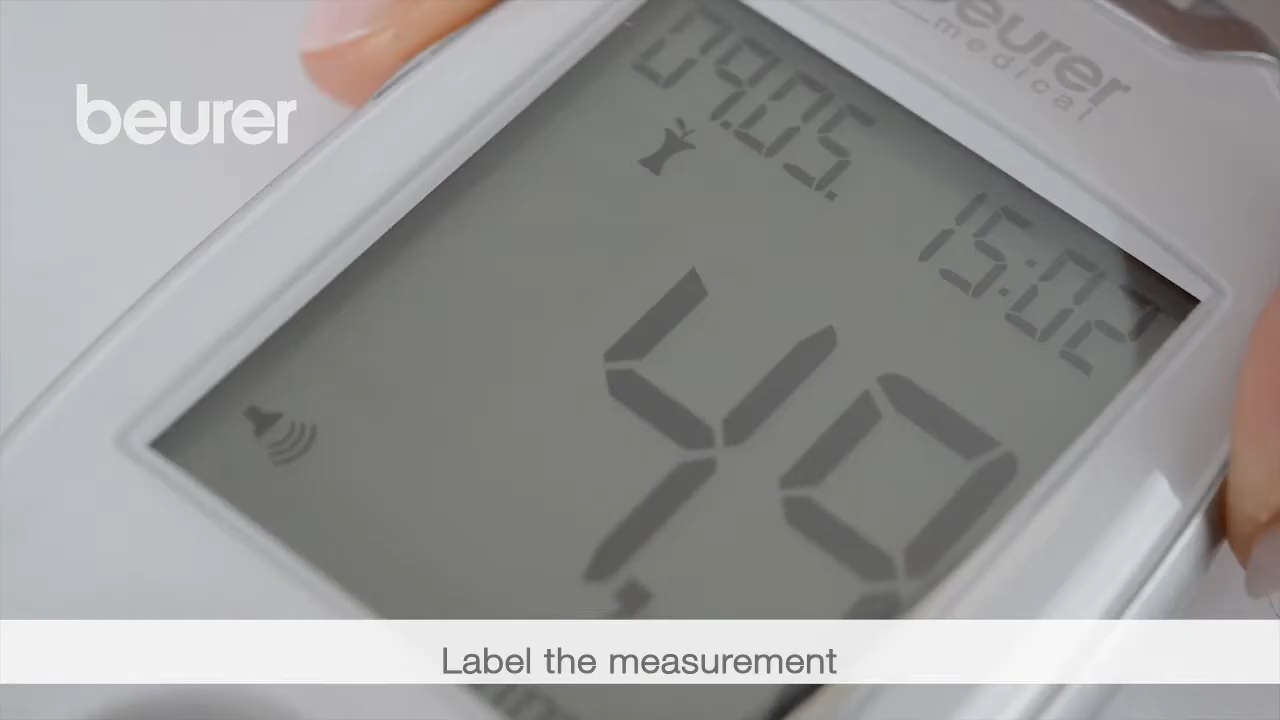 beurer
beurer
medical
09.05.
15:02
Label the measurement